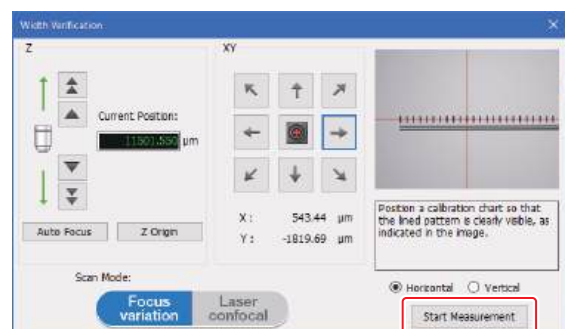 Width Verification
Z
Current Position:
11501.550 µm
Auto Focus
Z Origin
XY
X: 543.44 µm
Y: -1819.69 µm
Position a calibration chart so that
the lined pattern is clearly visible, as
indicated in the image.
Horizontal
Vertical
Scan Mode:
Focus
variation
Laser
confocal
Start Measurement